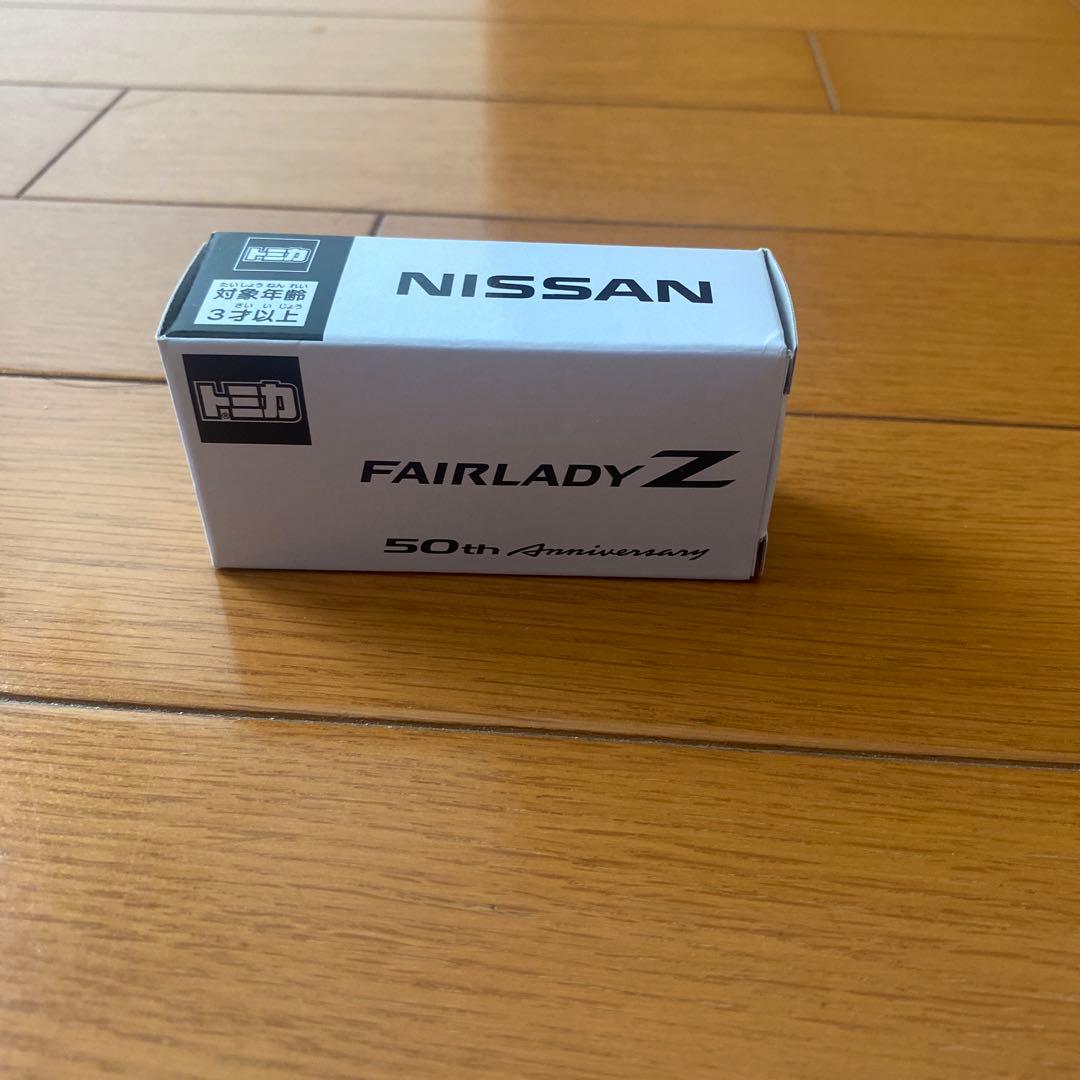 トミカ
たいしょう ねん れい
対象年齢
さい い じょう
3才以上
NISSAN
トミカ®
FAIRLADY Z
50th Anniversary